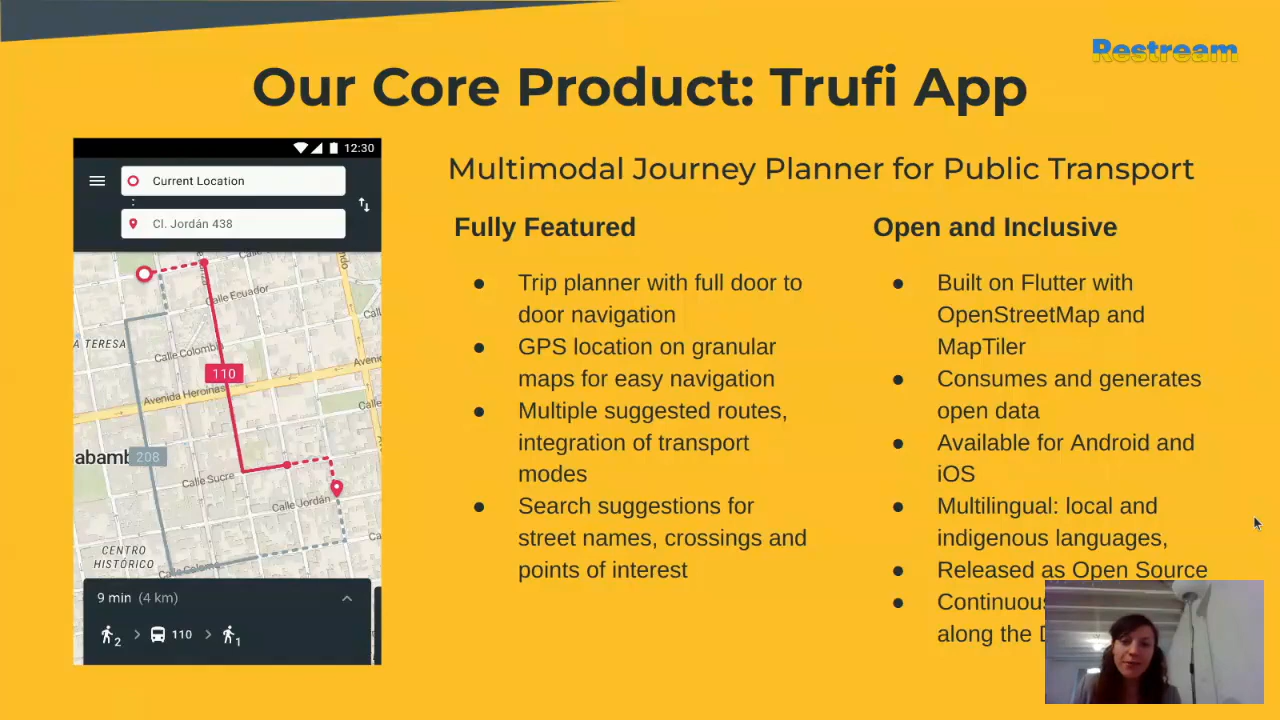 Restream
Our Core Product: Trufi App
12:30
Current Location
Cl. Jordán 438
Calle Ecuador
A TERESA
Calle Colombia
110
Avenida Heroínas
abamb
208
Calle Sucre
Calle Jordán
CENTRO
HISTÓRICO
Calle Calama
9 min (4 km)
2
110
1
Multimodal Journey Planner for Public Transport
Fully Featured
● Trip planner with full door to
door navigation
● GPS location on granular
maps for easy navigation
● Multiple suggested routes,
integration of transport
modes
● Search suggestions for
street names, crossings and
points of interest
Open and Inclusive
● Built on Flutter with
OpenStreetMap and
MapTiler
● Consumes and generates
open data
● Available for Android and
iOS
● Multilingual: local and
indigenous languages,
● Released as Open Source
● Continuous
along the